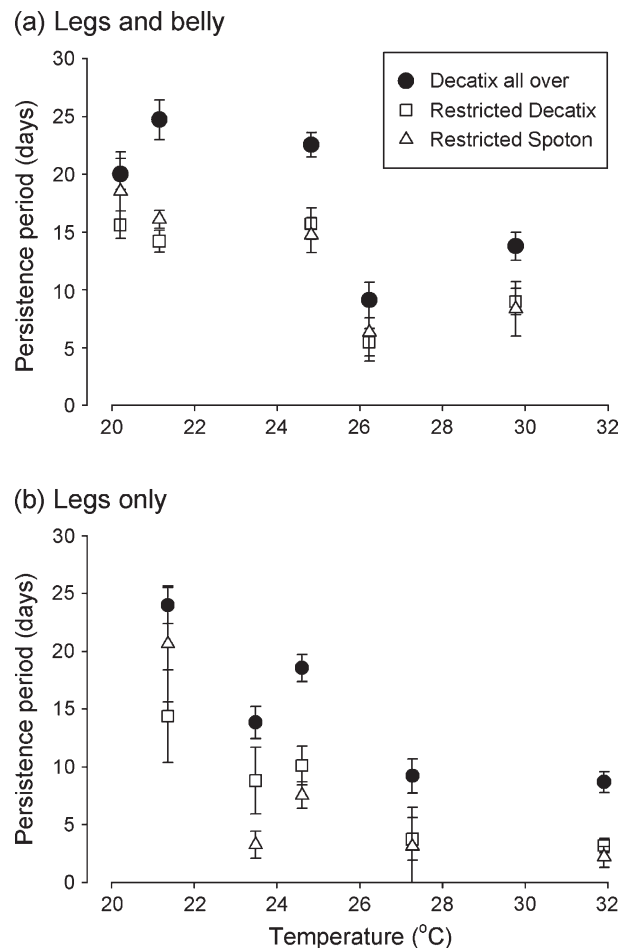 (a) Legs and belly
Persistence period (days)
30
25
20
15
10
5
0
Decatix all over
Restricted Decatix
Restricted Spoton
20 22 24 26 28 30 32
(b) Legs only
Persistence period (days)
30
25
20
15
10
5
0
20 22 24 26 28 30 32
Temperature (°C)